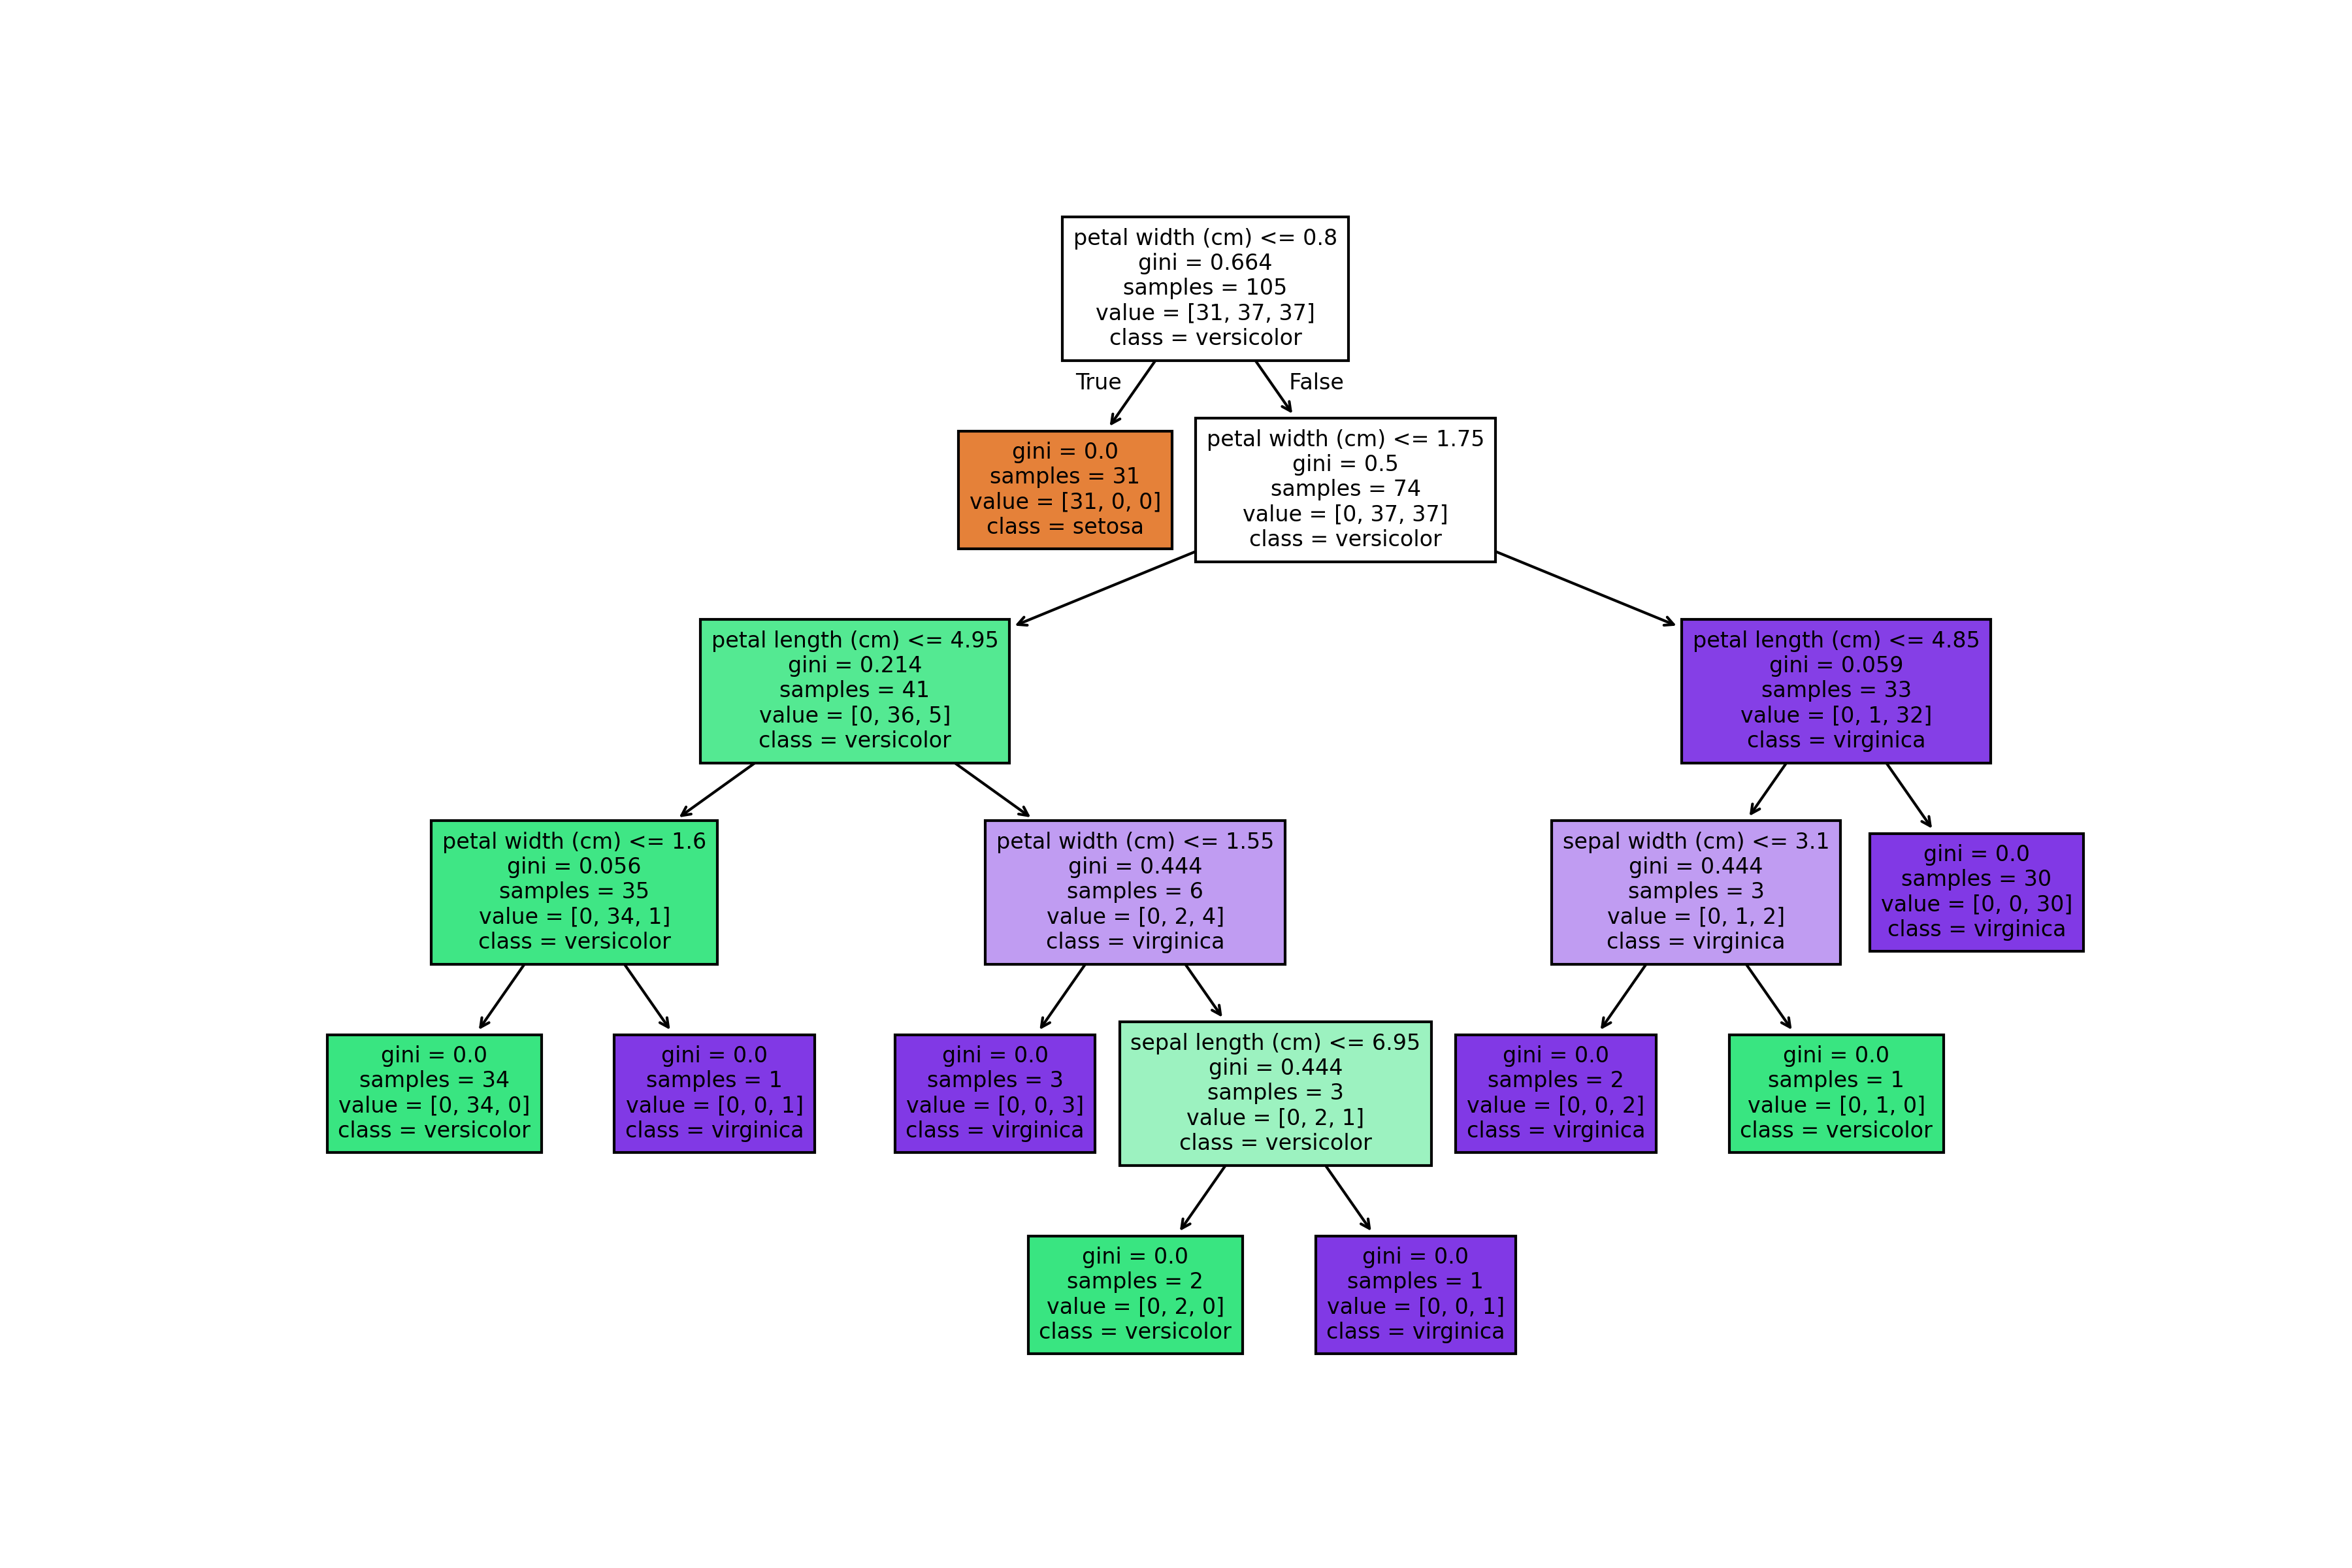 petal width (cm) <= 0.8
gini = 0.664
samples = 105
value = [31, 37, 37]
class = versicolor
True
False
gini = 0.0
samples = 31
value = [31, 0, 0]
class = setosa
petal width (cm) <= 1.75
gini = 0.5
samples = 74
value = [0, 37, 37]
class = versicolor
petal length (cm) <= 4.95
gini = 0.214
samples = 41
value = [0, 36, 5]
class = versicolor
petal length (cm) <= 4.85
gini = 0.059
samples = 33
value = [0, 1, 32]
class = virginica
petal width (cm) <= 1.6
gini = 0.056
samples = 35
value = [0, 34, 1]
class = versicolor
petal width (cm) <= 1.55
gini = 0.444
samples = 6
value = [0, 2, 4]
class = virginica
sepal width (cm) <= 3.1
gini = 0.444
samples = 3
value = [0, 1, 2]
class = virginica
gini = 0.0
samples = 30
value = [0, 0, 30]
class = virginica
gini = 0.0
samples = 34
value = [0, 34, 0]
class = versicolor
gini = 0.0
samples = 1
value = [0, 0, 1]
class = virginica
gini = 0.0
samples = 3
value = [0, 0, 3]
class = virginica
sepal length (cm) <= 6.95
gini = 0.444
samples = 3
value = [0, 2, 1]
class = versicolor
gini = 0.0
samples = 2
value = [0, 0, 2]
class = virginica
gini = 0.0
samples = 1
value = [0, 1, 0]
class = versicolor
gini = 0.0
samples = 2
value = [0, 2, 0]
class = versicolor
gini = 0.0
samples = 1
value = [0, 0, 1]
class = virginica